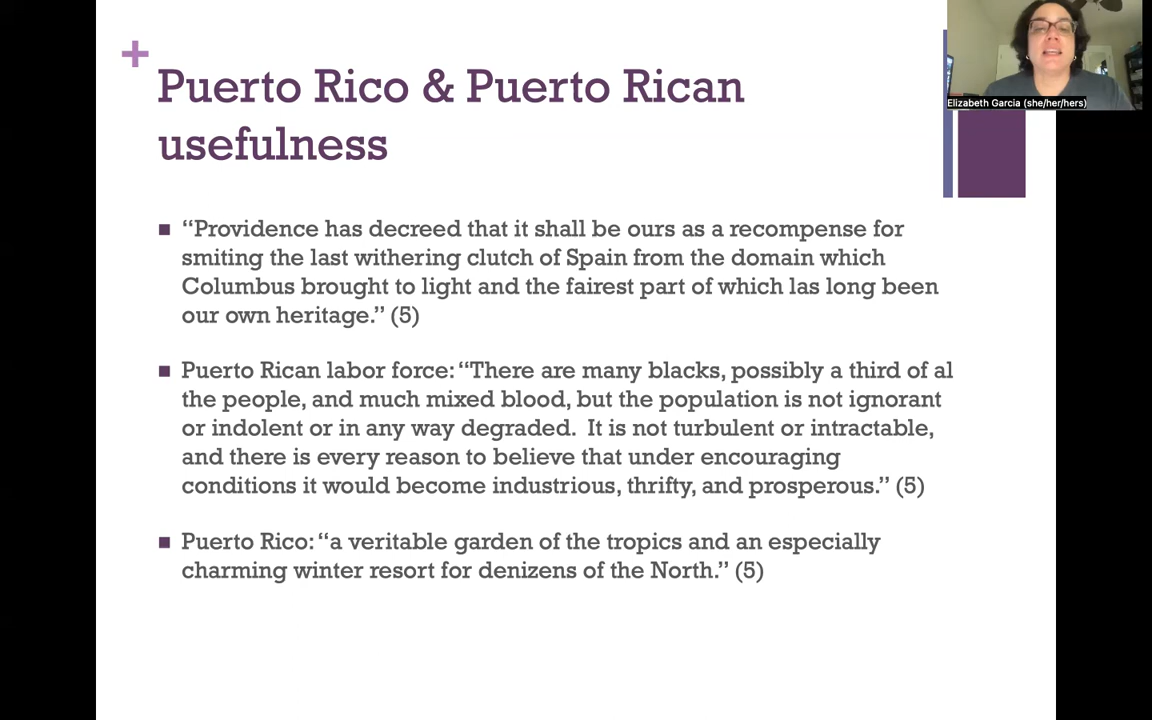 +
Puerto Rico & Puerto Rican
usefulness
Elizabeth Garcia (she/her/hers)
■ “Providence has decreed that it shall be ours as a recompense for
smiting the last withering clutch of Spain from the domain which
Columbus brought to light and the fairest part of which las long been
our own heritage.” (5)
■ Puerto Rican labor force: “There are many blacks, possibly a third of al
the people, and much mixed blood, but the population is not ignorant
or indolent or in any way degraded. It is not turbulent or intractable,
and there is every reason to believe that under encouraging
conditions it would become industrious, thrifty, and prosperous.” (5)
■ Puerto Rico: “a veritable garden of the tropics and an especially
charming winter resort for denizens of the North.” (5)